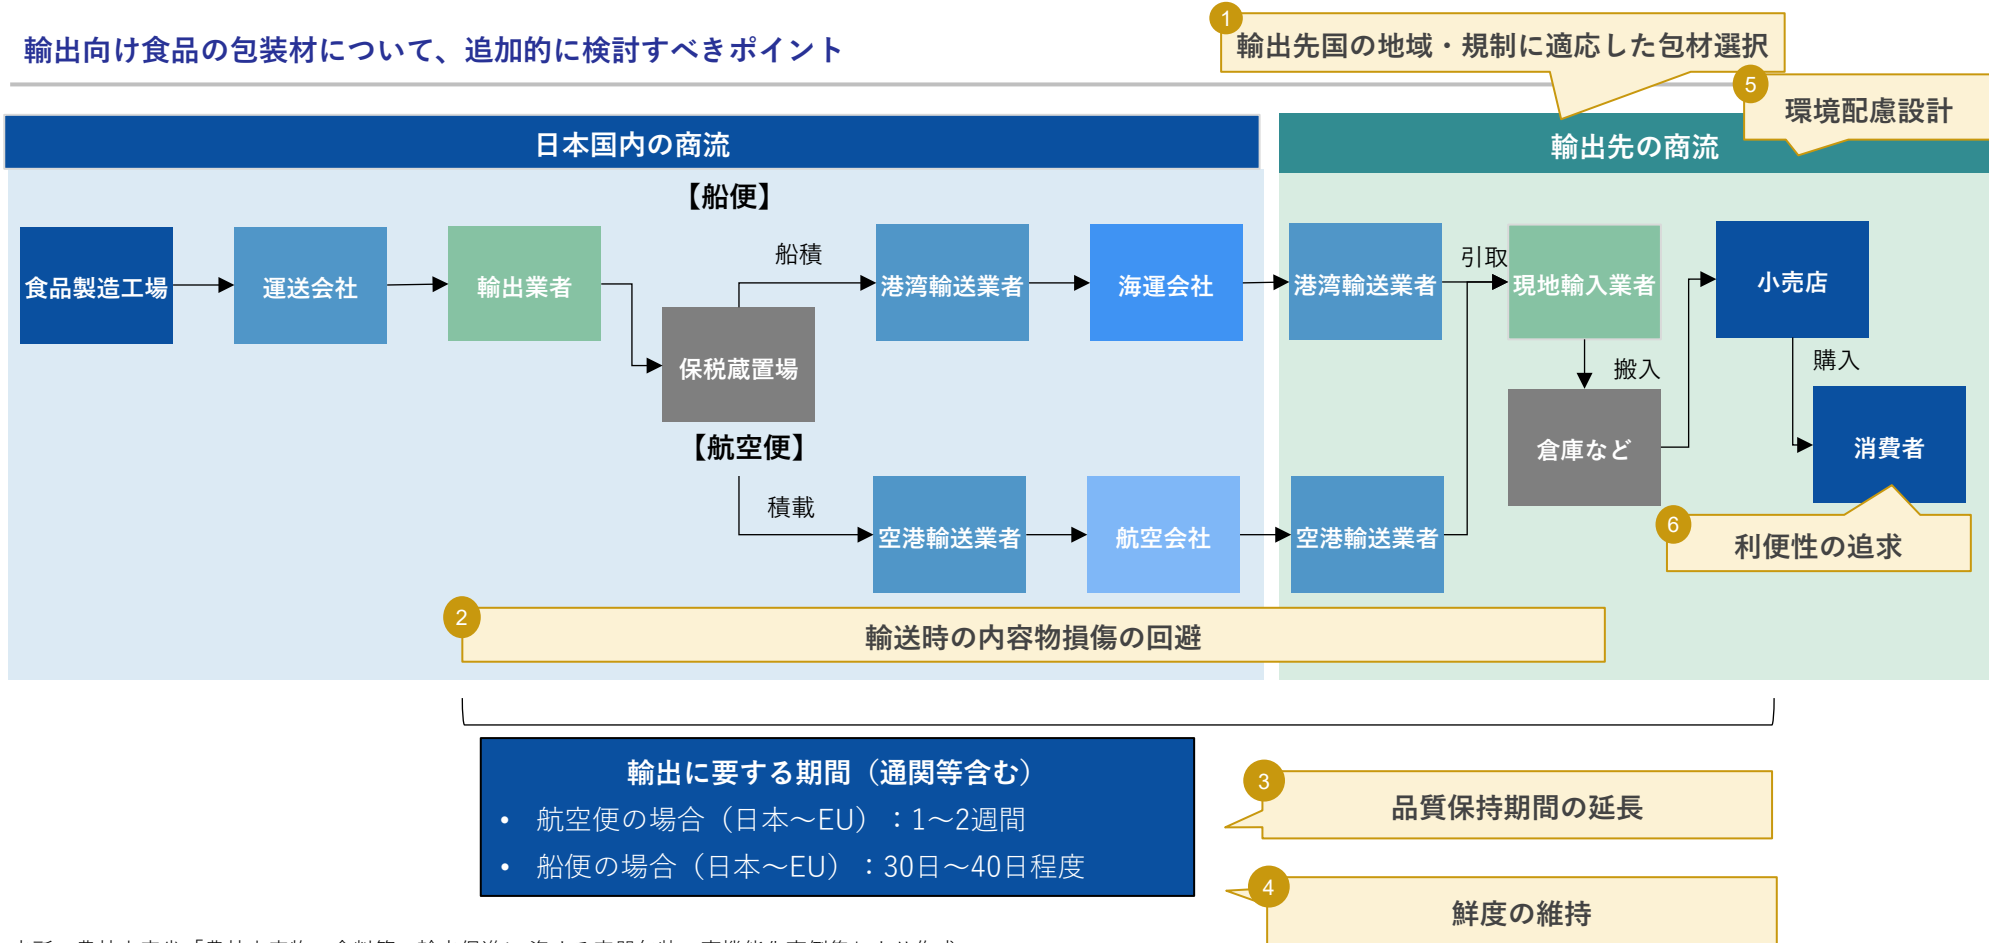 輸出向け食品の包装材について、追加的に検討すべきポイント
1
輸出先国の地域・規制に適応した包材選択
5
環境配慮設計
日本国内の商流
輸出先の商流
【船便】
食品製造工場
運送会社
輸出業者
保税蔵置場
船積
港湾輸送業者
海運会社
港湾輸送業者
引取
現地輸入業者
小売店
搬入
購入
倉庫など
消費者
【航空便】
積載
空港輸送業者
航空会社
空港輸送業者
6
利便性の追求
2
輸送時の内容物損傷の回避
輸出に要する期間（通関等含む）
• 航空便の場合（日本～EU）：1～2週間
• 船便の場合（日本～EU）：30日～40日程度
3
品質保持期間の延長
4
鮮度の維持